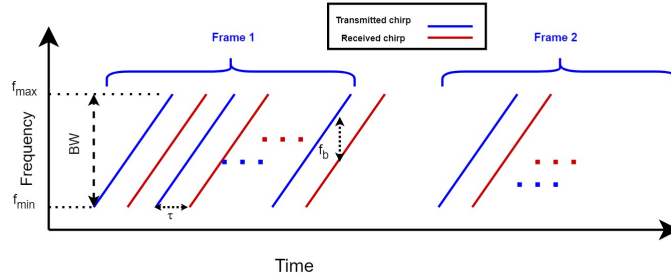 Transmitted chirp
Received chirp
Frame 1
Frame 2
fmax
Frequency
BW
fb
fmin
τ
Time